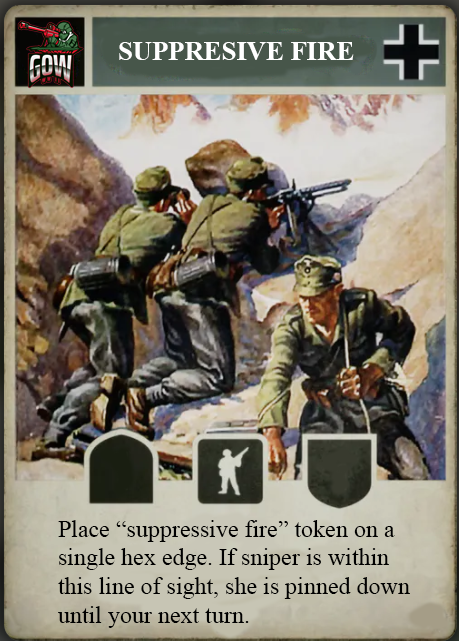 GOW
SUPPRESIVE FIRE
Place “suppressive fire” token on a
single hex edge. If sniper is within
this line of sight, she is pinned down
until your next turn.